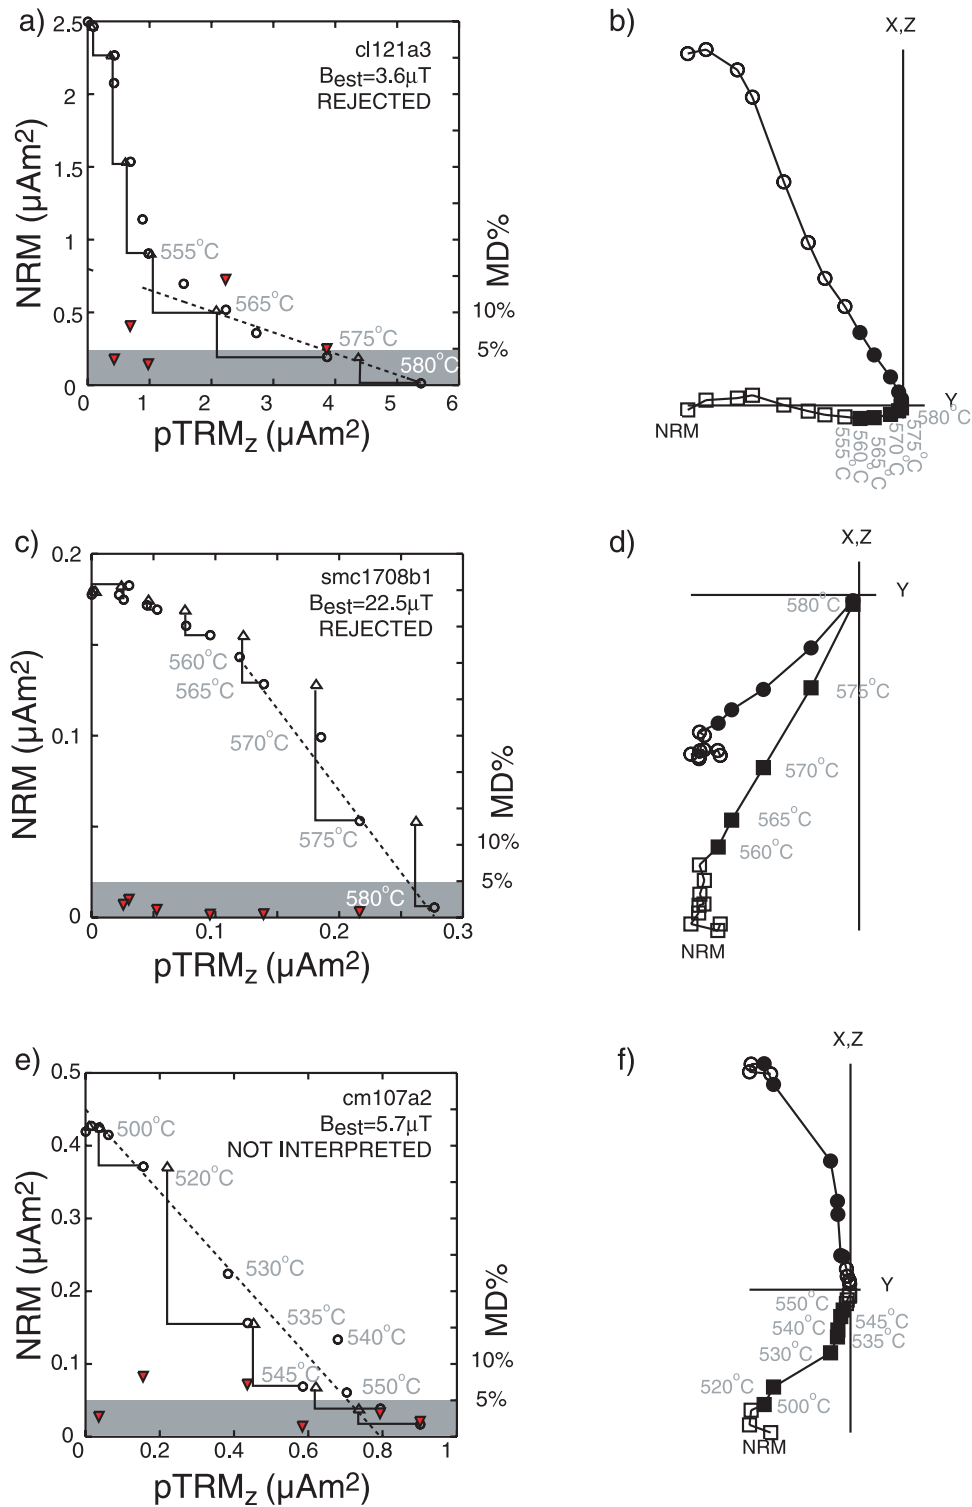 a)
cl121a3
Best=3.6μT
REJECTED
2.5
2
1.5
1
0.5
0
NRM (μAm2)
555°C
565°C
575°C
580°C
MD%
10%
5%
0 1 2 3 4 5 6
pTRMz (μAm2)
b)
X,Z
Y
NRM
555°C
560°C
565°C
570°C
575°C
580°C
c)
smc1708b1
Best=22.5μT
REJECTED
0.2
0.1
0
NRM (μAm2)
560°C
565°C
570°C
575°C
580°C
MD%
10%
5%
0 0.1 0.2 0.3
pTRMz (μAm2)
d)
X,Z
Y
580°C
575°C
570°C
565°C
560°C
NRM
e)
cm107a2
Best=5.7μT
NOT INTERPRETED
0.5
0.4
0.3
0.2
0.1
0
NRM (μAm2)
500°C
520°C
530°C
535°C
540°C
545°C
550°C
MD%
10%
5%
0 0.2 0.4 0.6 0.8 1
pTRMz (μAm2)
f)
X,Z
Y
550°C
545°C
540°C
535°C
530°C
520°C
500°C
NRM